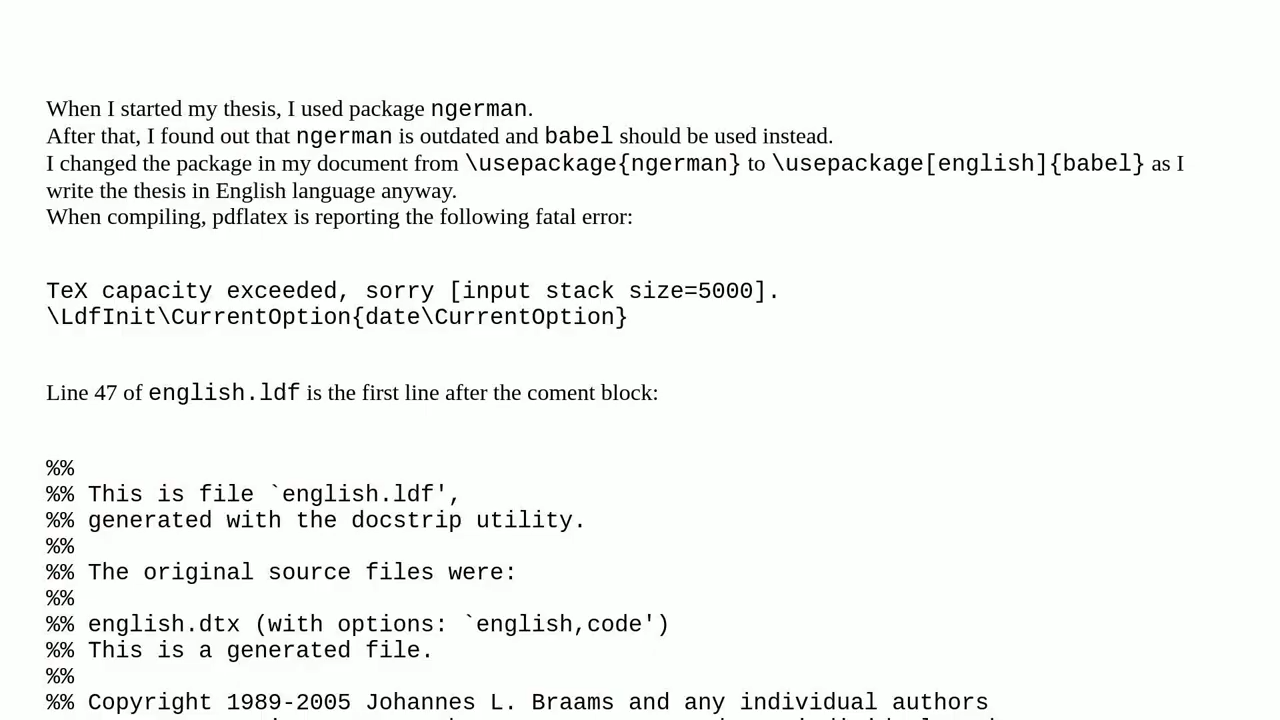 When I started my thesis, I used package ngerman.
After that, I found out that ngerman is outdated and babel should be used instead.
I changed the package in my document from \usepackage{ngerman} to \usepackage[english]{babel} as I
write the thesis in English language anyway.
When compiling, pdflatex is reporting the following fatal error:
TeX capacity exceeded, sorry [input stack size=5000].
\LdfInit\CurrentOption{date\CurrentOption}
Line 47 of english.ldf is the first line after the coment block:
%%
%% This is file `english.ldf',
%% generated with the docstrip utility.
%%
%% The original source files were:
%%
%% english.dtx (with options: `english,code')
%% This is a generated file.
%%
%% Copyright 1989-2005 Johannes L. Braams and any individual authors